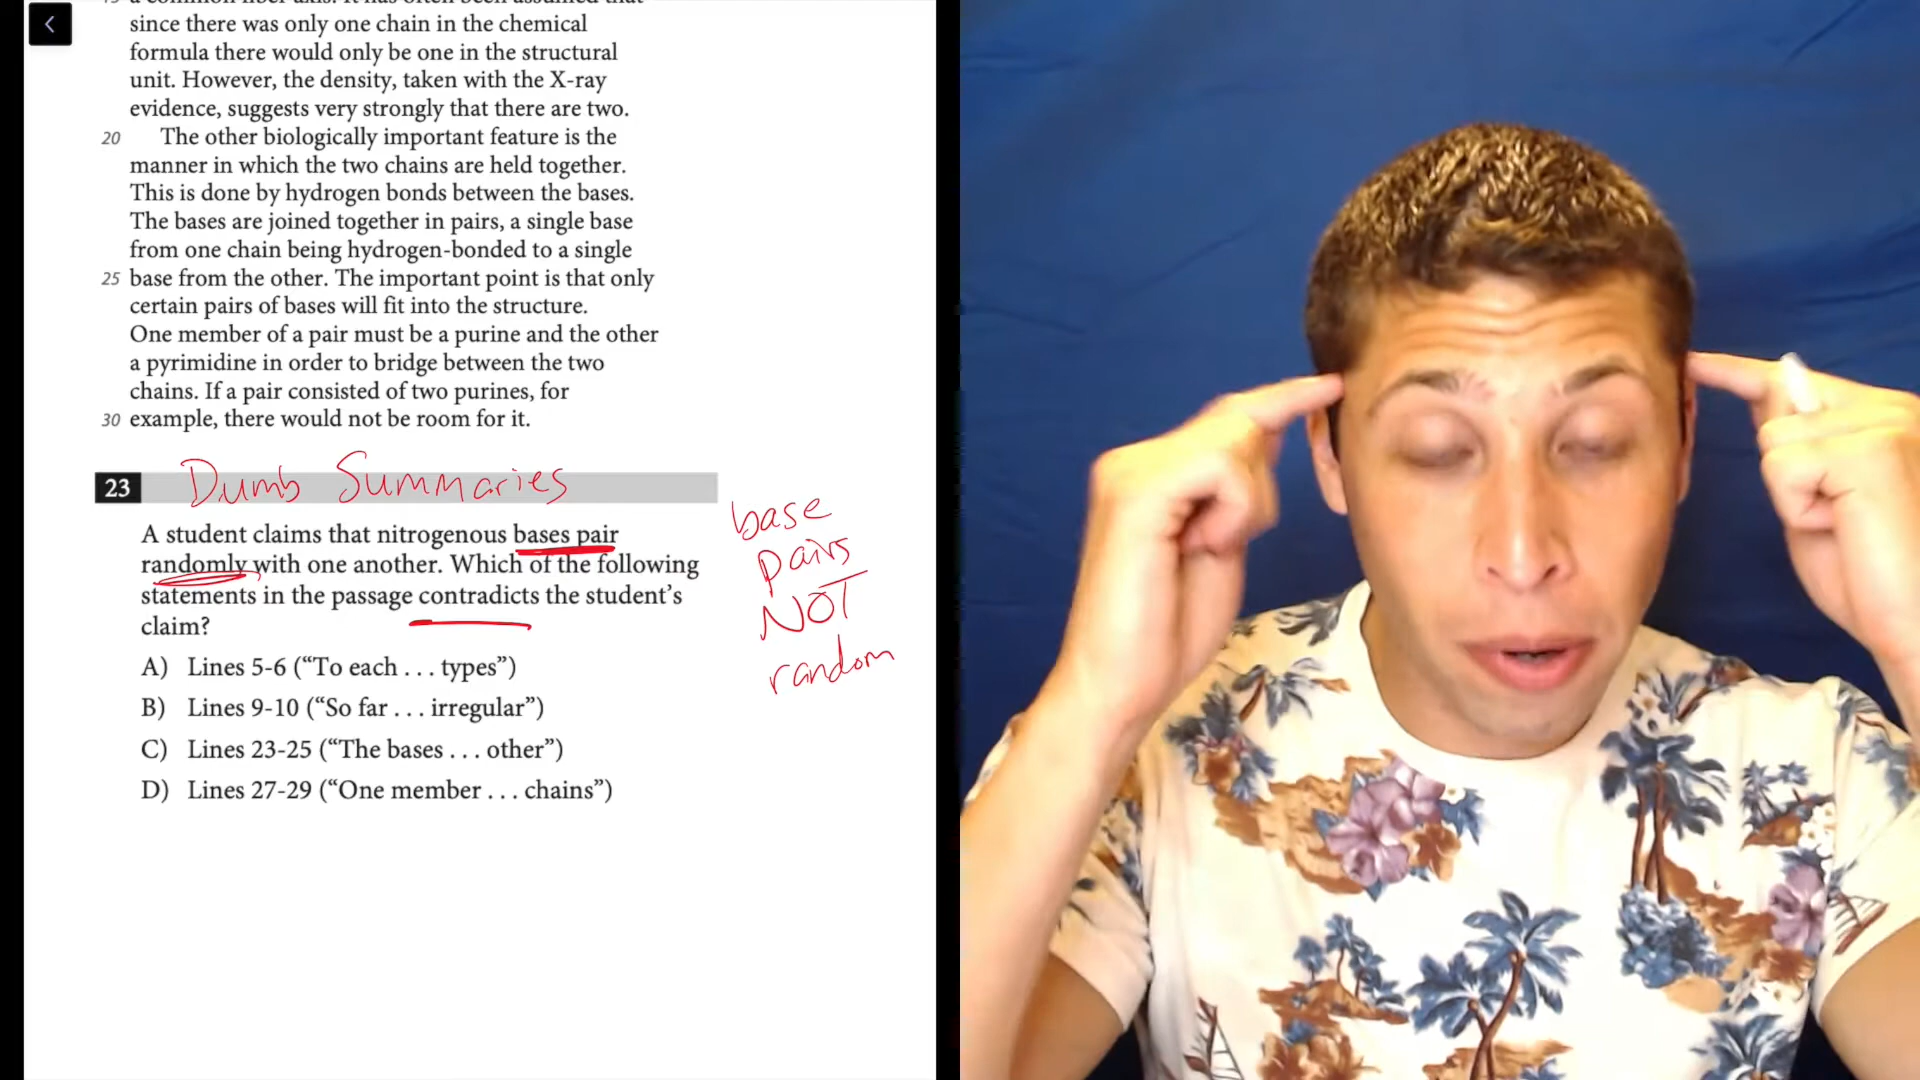 since there was only one chain in the chemical
formula there would only be one in the structural
unit. However, the density, taken with the X-ray
evidence, suggests very strongly that there are two.
20 The other biologically important feature is the
manner in which the two chains are held together.
This is done by hydrogen bonds between the bases.
The bases are joined together in pairs, a single base
from one chain being hydrogen-bonded to a single
25 base from the other. The important point is that only
certain pairs of bases will fit into the structure.
One member of a pair must be a purine and the other
a pyrimidine in order to bridge between the two
chains. If a pair consisted of two purines, for
30 example, there would not be room for it.
23 Dumb Summaries
A student claims that nitrogenous bases pair
randomly with one another. Which of the following
statements in the passage contradicts the student’s
claim?
A) Lines 5-6 (“To each . . . types”)
B) Lines 9-10 (“So far . . . irregular”)
C) Lines 23-25 (“The bases . . . other”)
D) Lines 27-29 (“One member . . . chains”)
base
pairs
NOT
random